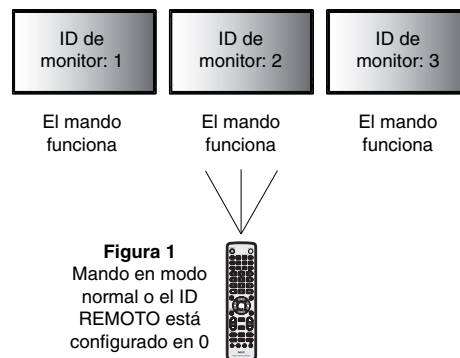 ID de
monitor: 1
ID de
monitor: 2
ID de
monitor: 3
El mando
funciona
El mando
funciona
El mando
funciona
Figura 1
Mando en modo
normal o el ID
REMOTO está
configurado en 0